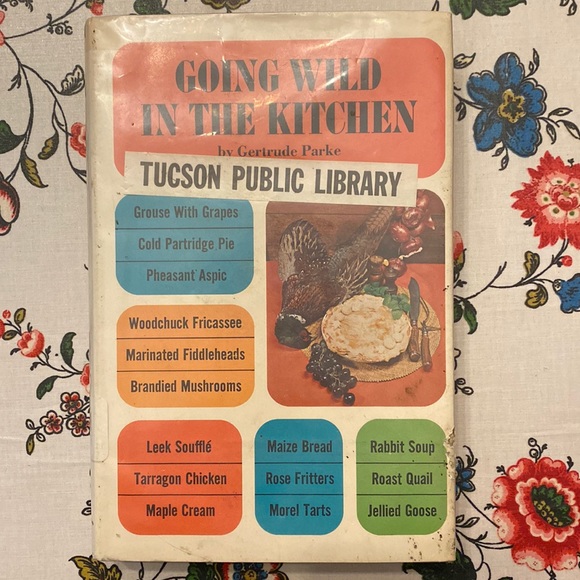 GOING WILD
IN THE KITCHEN
by Gertrude Parke
TUCSON PUBLIC LIBRARY
Grouse With Grapes
Cold Partridge Pie
Pheasant Aspic
Woodchuck Fricassee
Marinated Fiddleheads
Brandied Mushrooms
Leek Soufflé
Tarragon Chicken
Maple Cream
Maize Bread
Rose Fritters
Morel Tarts
Rabbit Soup
Roast Quail
Jellied Goose